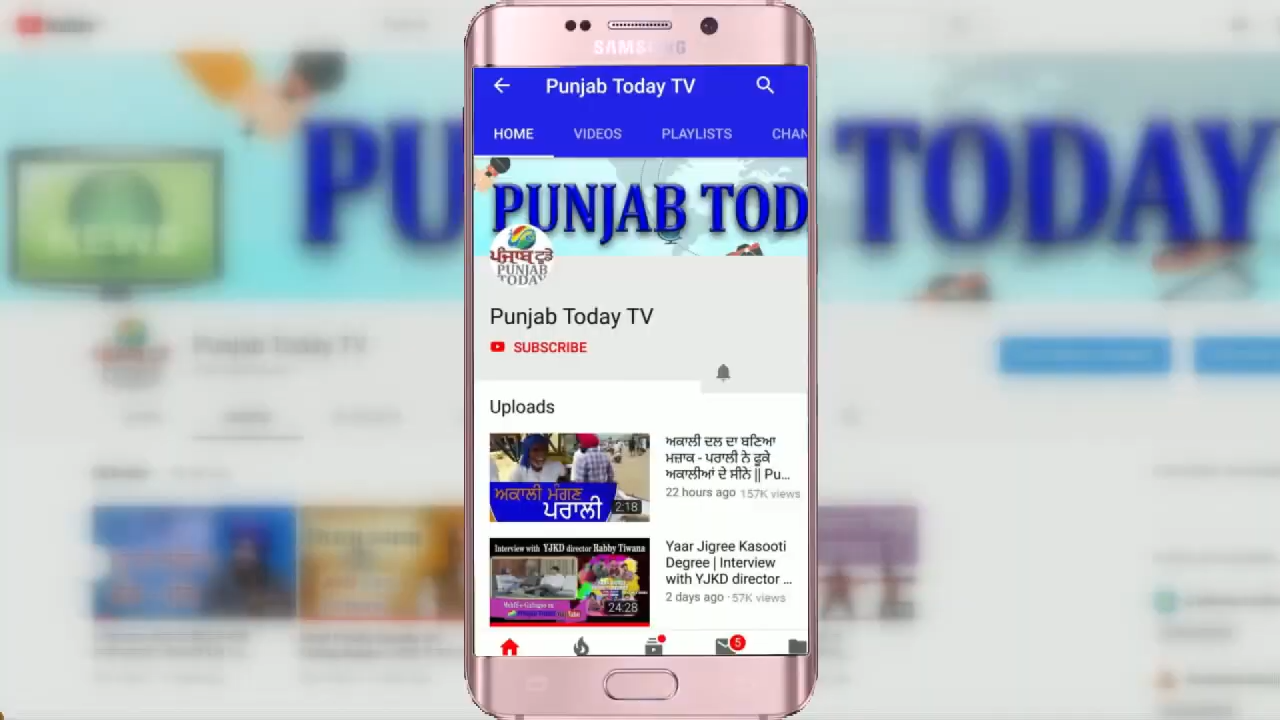 SAMSUNG
Punjab Today TV
HOME VIDEOS PLAYLISTS CHAN
PUNJAB TOD
TODAY
ਪੰਜਾਬ ਟੂਡੇ
PUNJAB
TODAY
Punjab Today TV
SUBSCRIBE
Uploads
ਅਕਾਲੀ ਮੰਗਣ
ਪਰਾਲੀ
2:18
ਅਕਾਲੀ ਦਲ ਦਾ ਬਣਿਆ
ਮਜ਼ਾਕ - ਪਰਾਲੀ ਨੇ ਫੂਕੇ
ਅਕਾਲੀਆਂ ਦੇ ਸੀਨੇ || Pu...
22 hours ago 157K views
Interview with YJKD director Rabby Tiwana
24:28
Yaar Jigree Kasooti
Degree | Interview
with YJKD director ...
2 days ago · 57K views
5